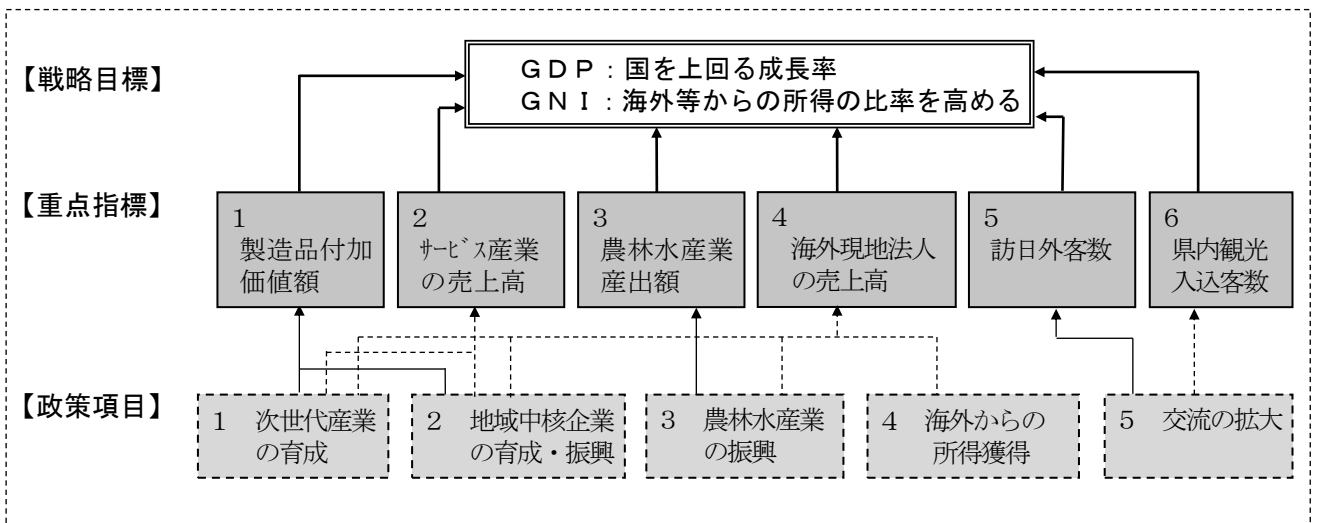 【戦略目標】
ＧＤＰ：国を上回る成長率
ＧＮＩ：海外等からの所得の比率を高める
【重点指標】
1
製造品付加
価値額
2
ｻｰﾋﾞｽ産業
の売上高
3
農林水産業
産出額
4
海外現地法人
の売上高
5
訪日外客数
6
県内観光
入込客数
【政策項目】
1 次世代産業
の育成
2 地域中核企業
の育成・振興
3 農林水産業
の振興
4 海外からの
所得獲得
5 交流の拡大